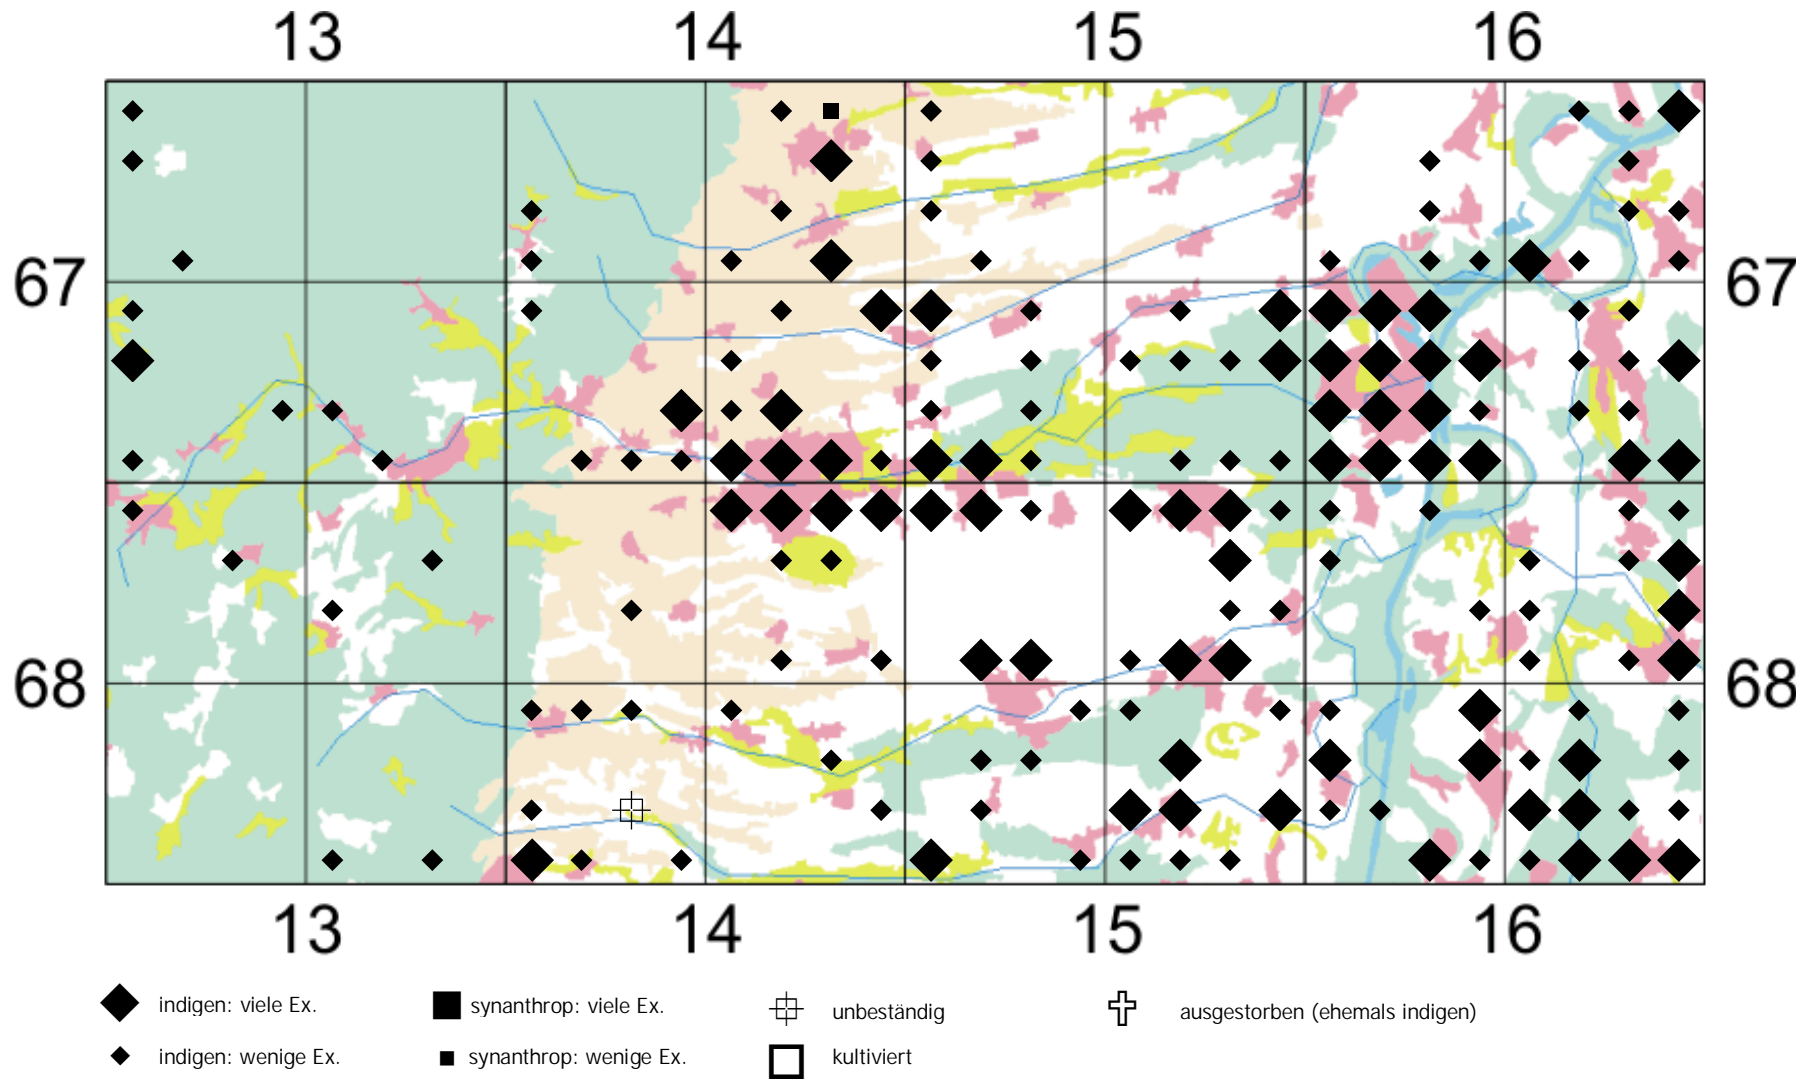 13 14 15 16
67 67
68 68
13 14 15 16
indigen: viele Ex. synanthrop: viele Ex. unbeständig ausgestorben (ehemals indigen)
indigen: wenige Ex. synanthrop: wenige Ex. kultiviert